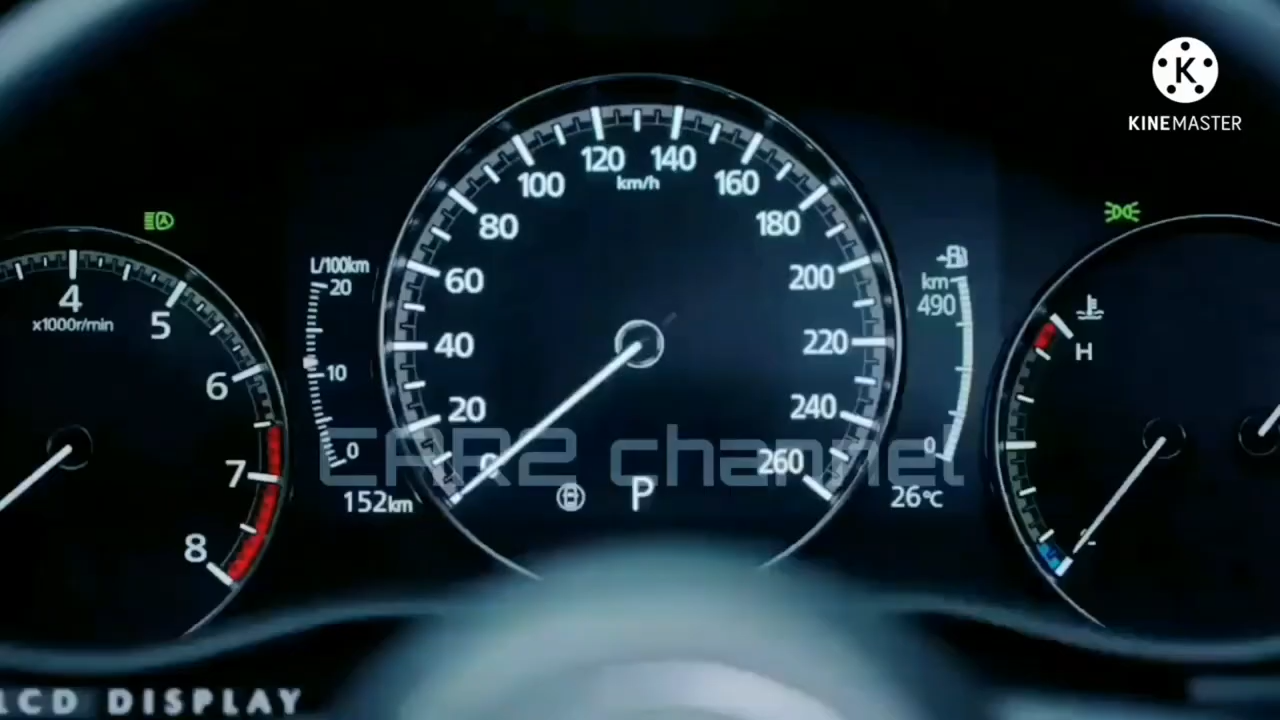 K
KINEMASTER
4
x1000r/min
5
6
7
8
L/100km
20
10
0
152km
0
20
40
60
80
100
120
140
160
180
200
220
240
260
km/h
P
km
490
0
26℃
H
CAR2 channel
LCD DISPLAY